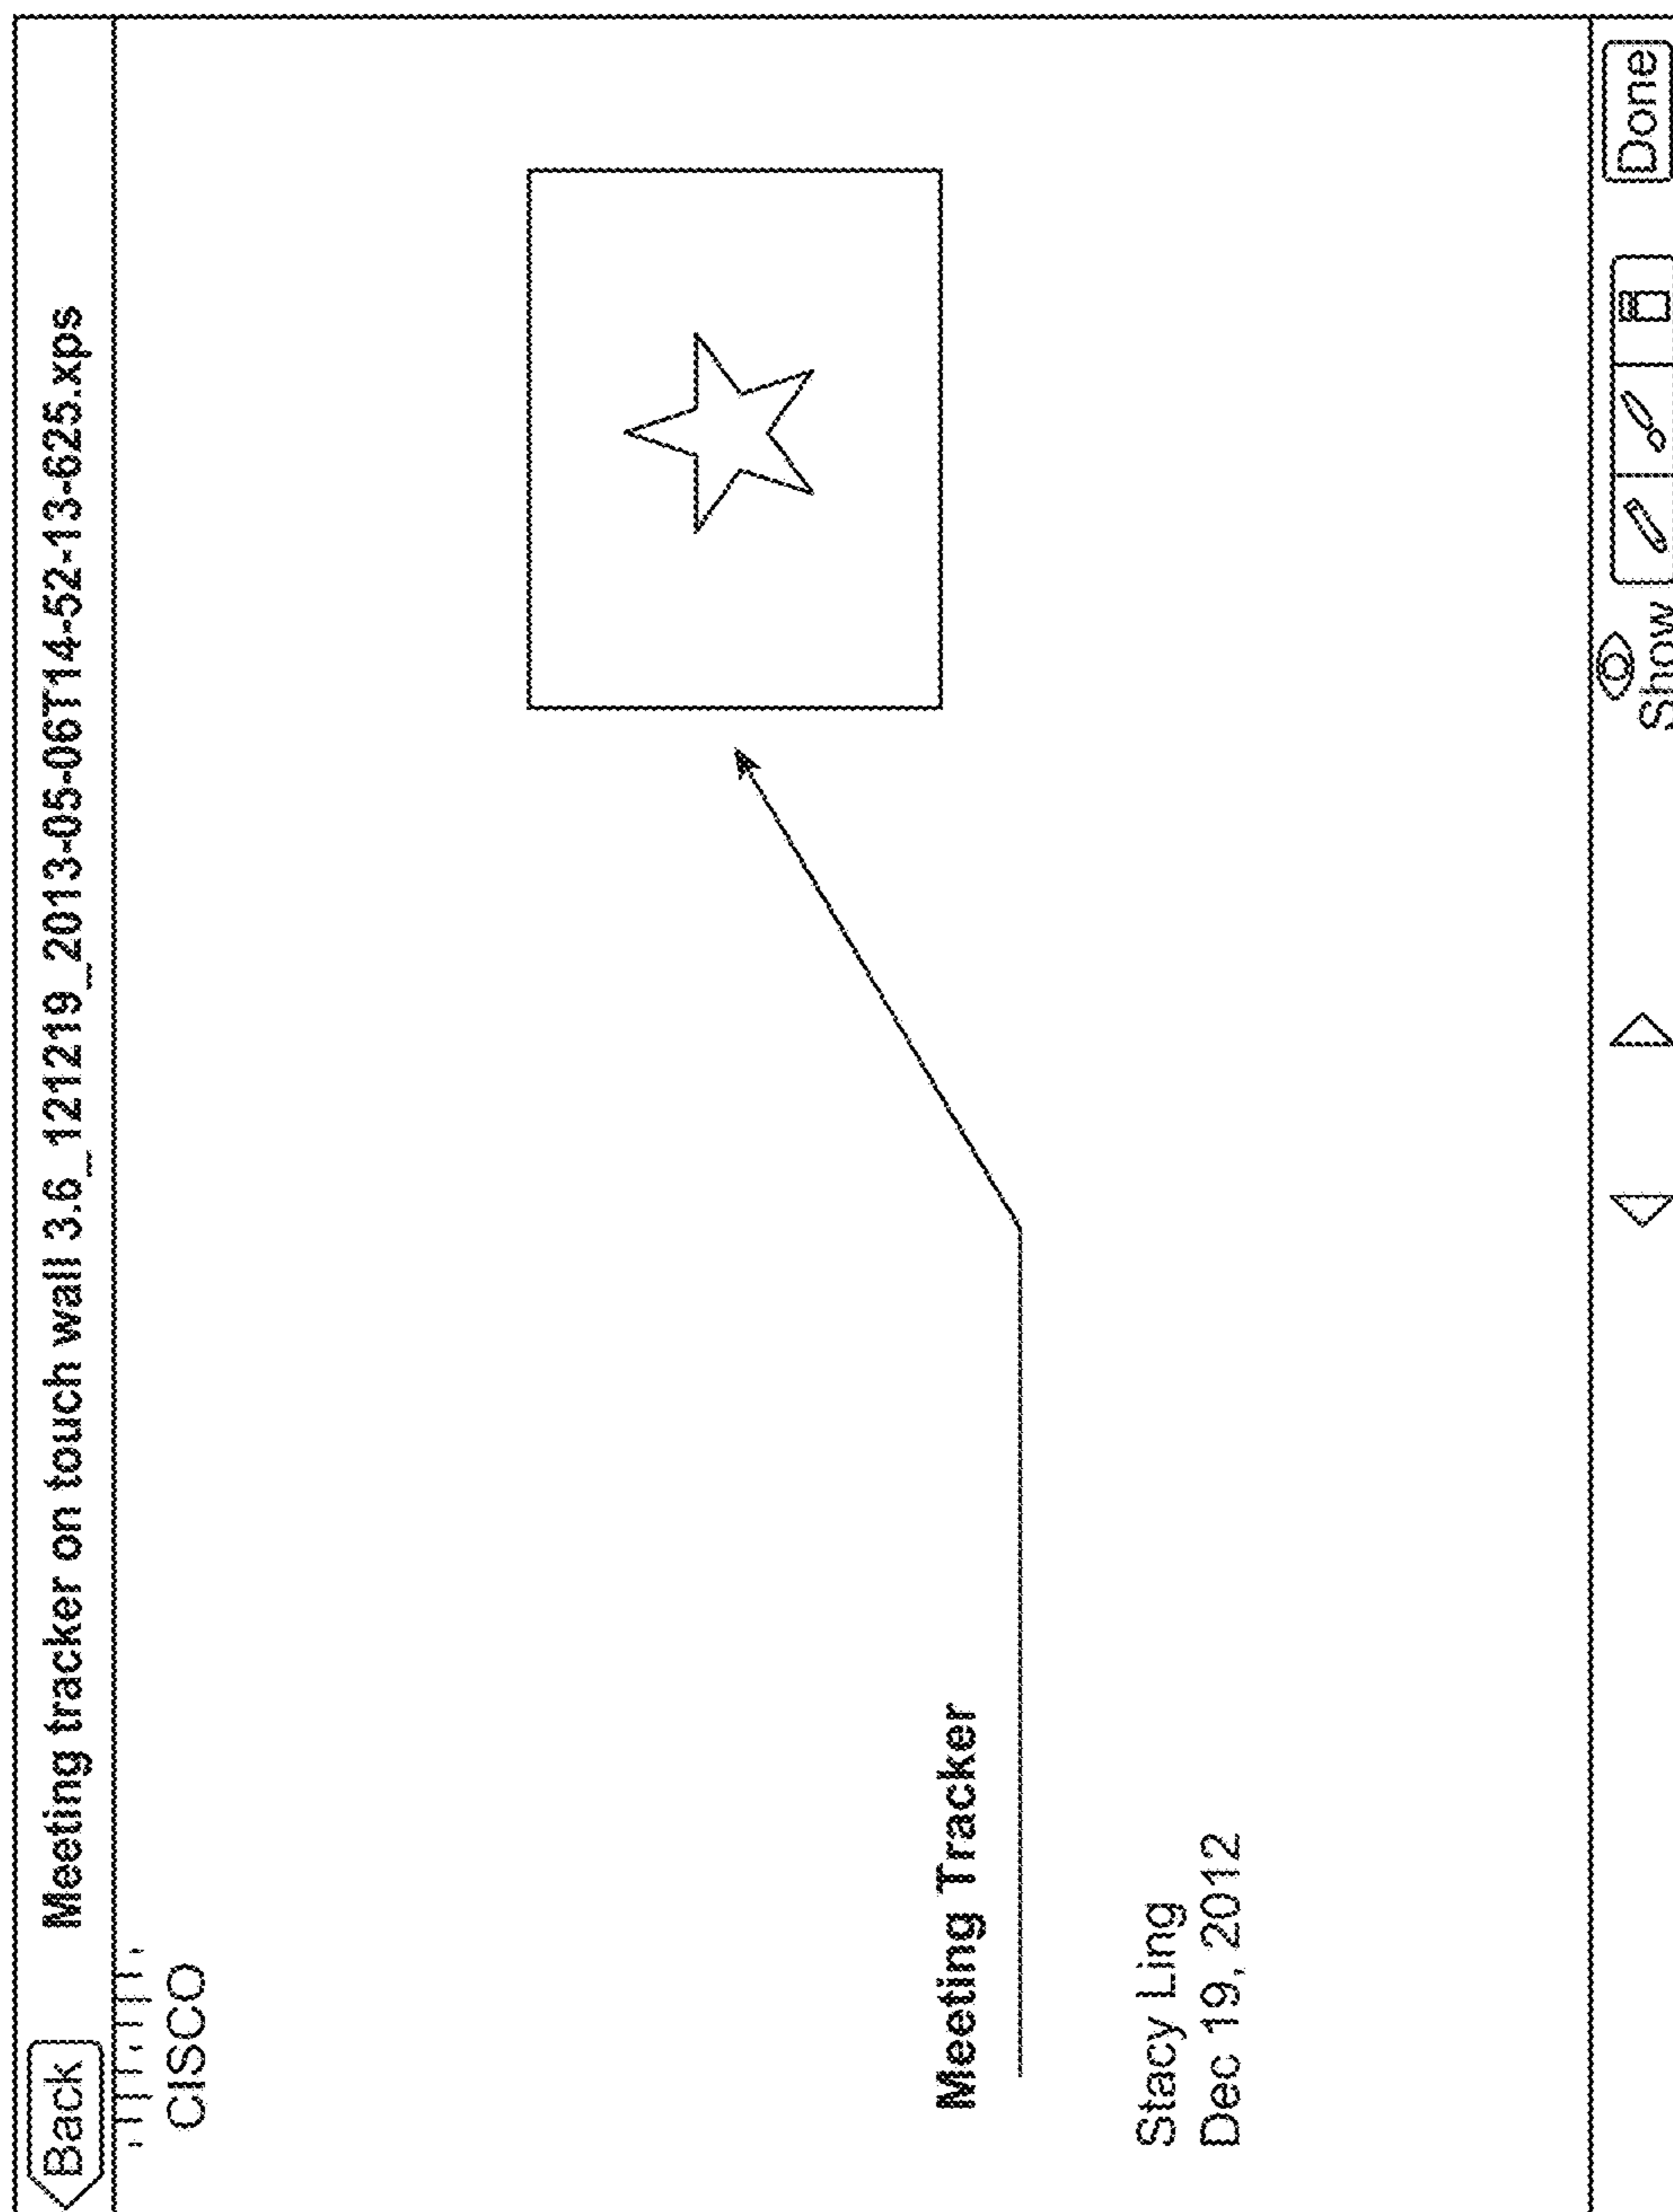 Back
Meeting tracker on touch wall 3.6_121219_2013-05-06T14-52-13-625.xps
CISCO
Meeting Tracker
Stacy Ling
Dec 19, 2012
Show
Done